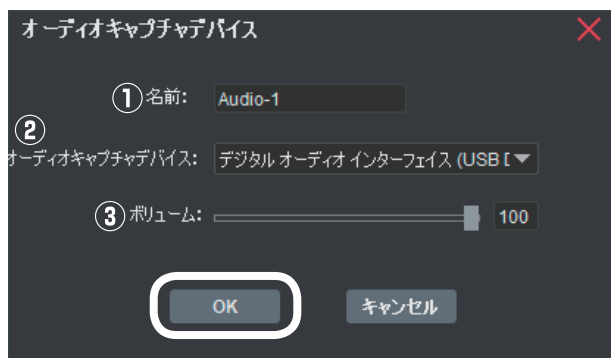 オーディオキャプチャデバイス
①名前: Audio-1
②
オーディオキャプチャデバイス: デジタル オーディオ インターフェイス (USB
③ボリューム: 100
OK キャンセル